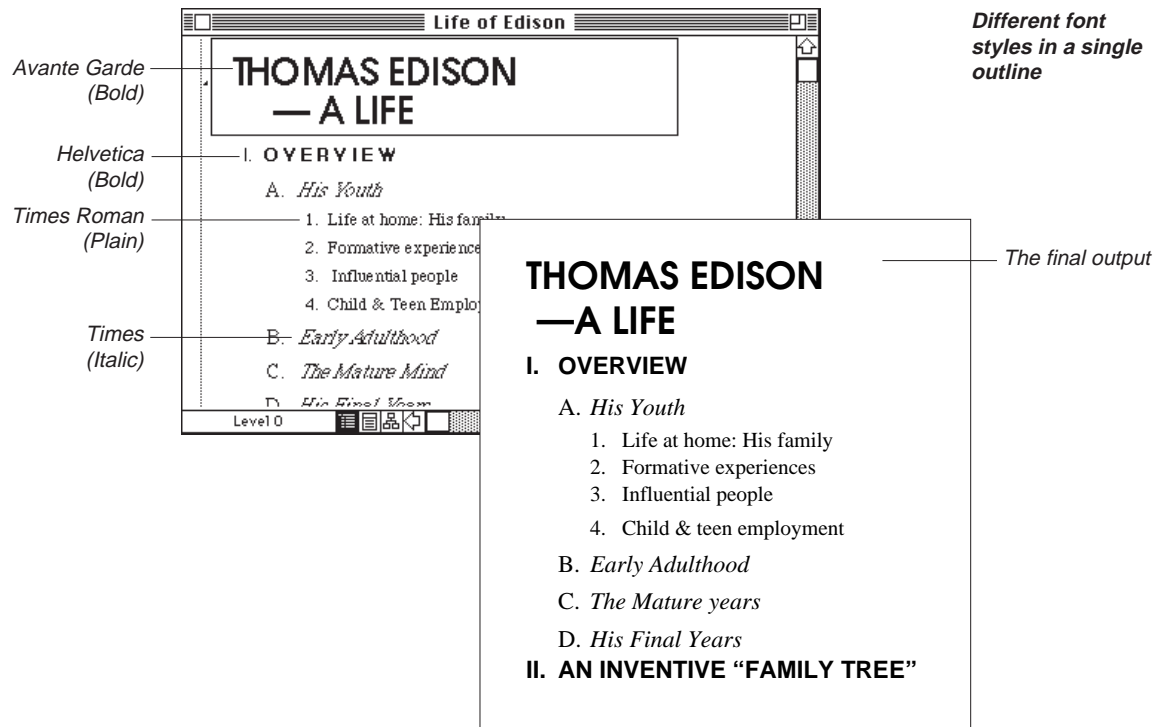 Life of Edison
Different font
styles in a single
outline
Avante Garde
(Bold)
THOMAS EDISON
— A LIFE
Helvetica
(Bold)
I. OVERVIEW
A. His Youth
Times Roman
(Plain)
1. Life at home: His family
2. Formative experience
3. Influential people
4. Child & Teen Emplo
Times
(Italic)
B. Early Adulthood
C. The Mature Mind
D. His Final Years
Level 0
The final output
THOMAS EDISON
—A LIFE
I. OVERVIEW
A. His Youth
1. Life at home: His family
2. Formative experiences
3. Influential people
4. Child & teen employment
B. Early Adulthood
C. The Mature years
D. His Final Years
II. AN INVENTIVE “FAMILY TREE”